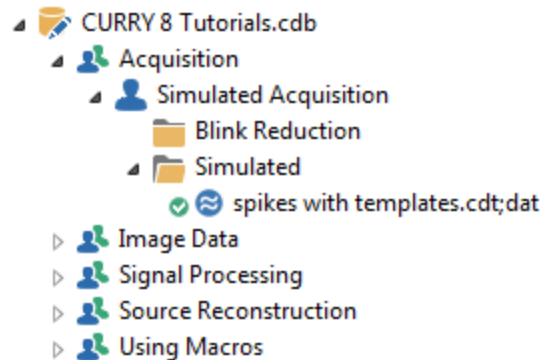 CURRY 8 Tutorials.cdb
Acquisition
Simulated Acquisition
Blink Reduction
Simulated
spikes with templates.cdt;dat
Image Data
Signal Processing
Source Reconstruction
Using Macros